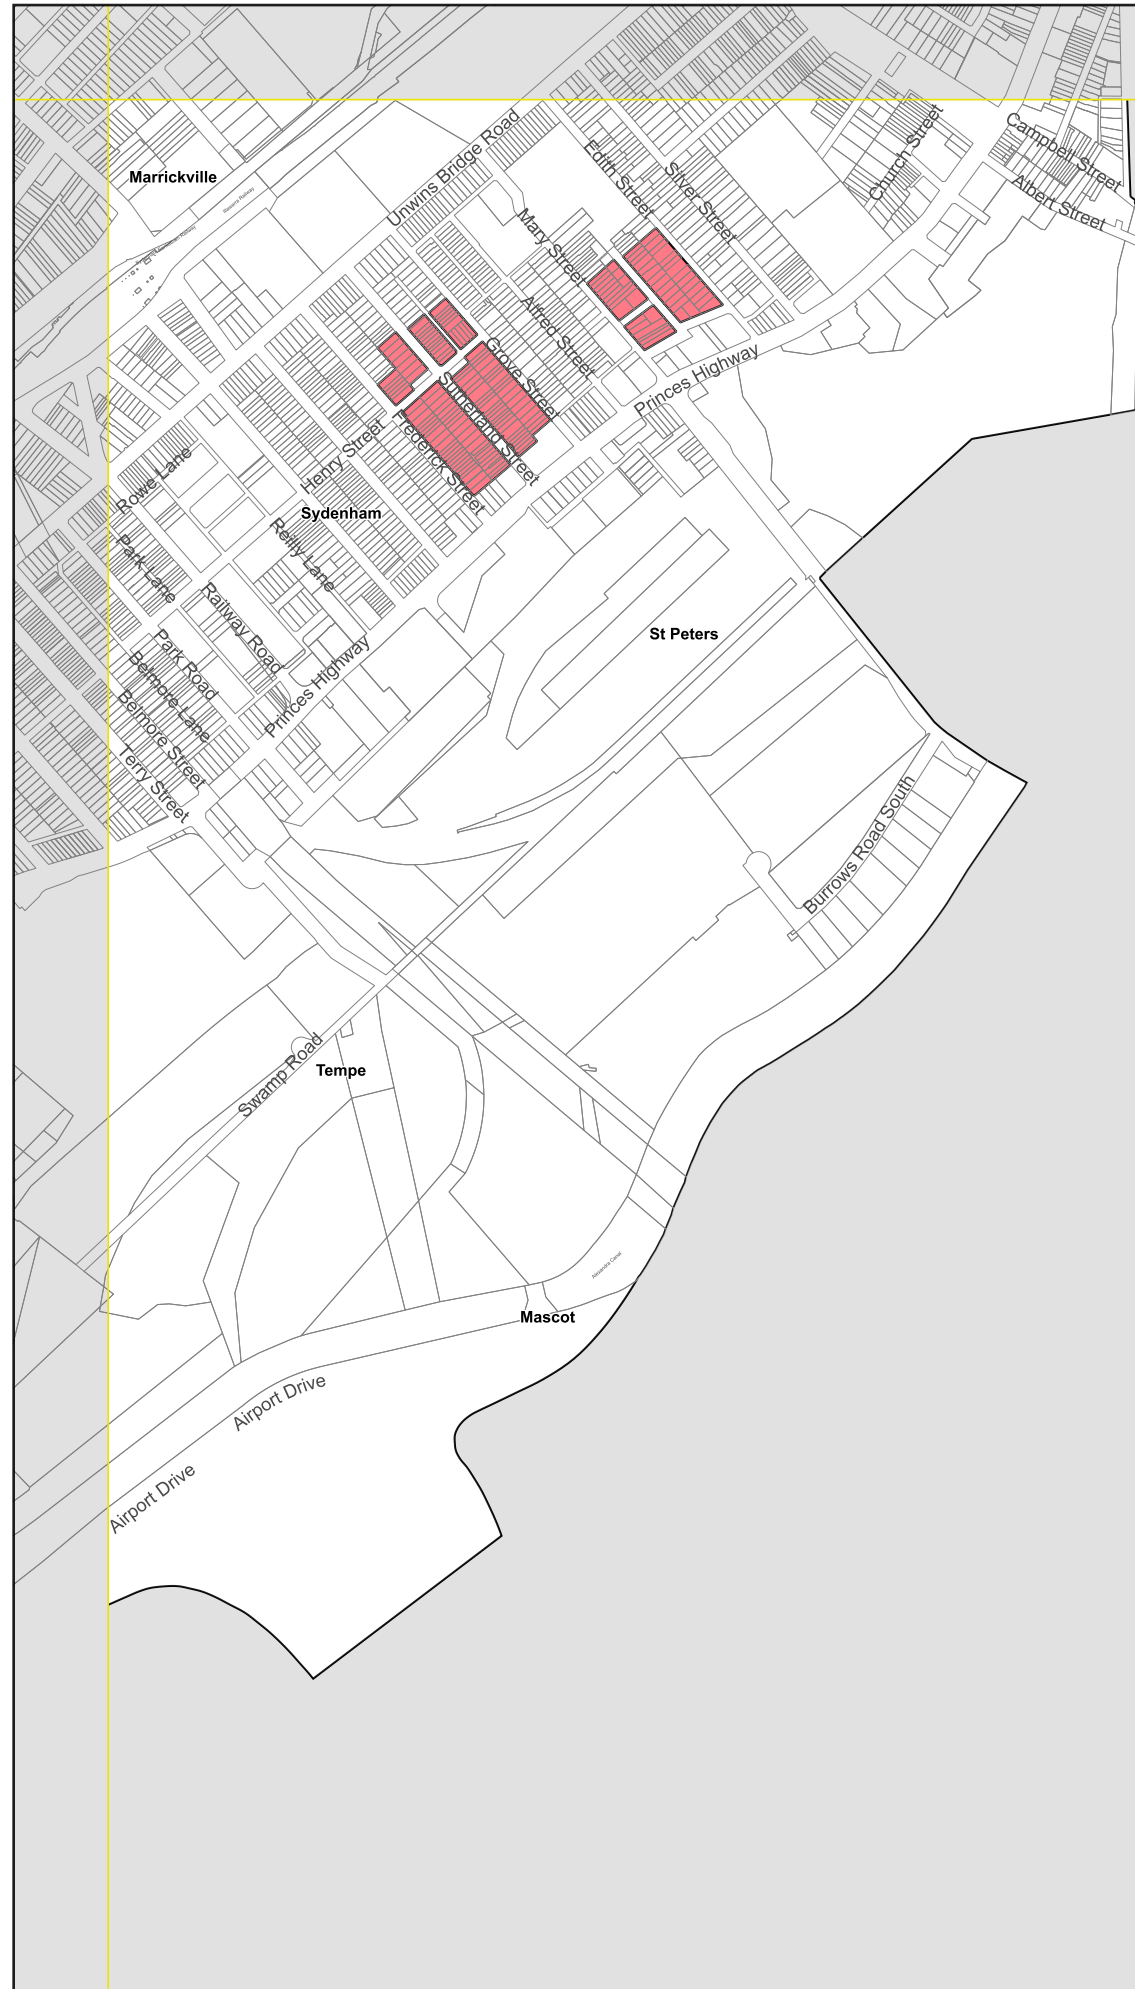 Campbell Street
Church Street
Unwins Bridge Road
Edith Street
Silver Street
Marrickville
Albert Street
Mary Street
Alfred Street
Grove Street
Princes Highway
Sutherland Street
Frederick Street
Henry Street
Rowe Lane
Sydenham
Reilly Lane
Park Lane
Railway Road
St Peters
Park Road
Belmore Lane
Princes Highway
Belmore Street
Terry Street
Burrows Road South
Swamp Road
Tempe
Alexandra Canal
Mascot
Airport Drive
Airport Drive